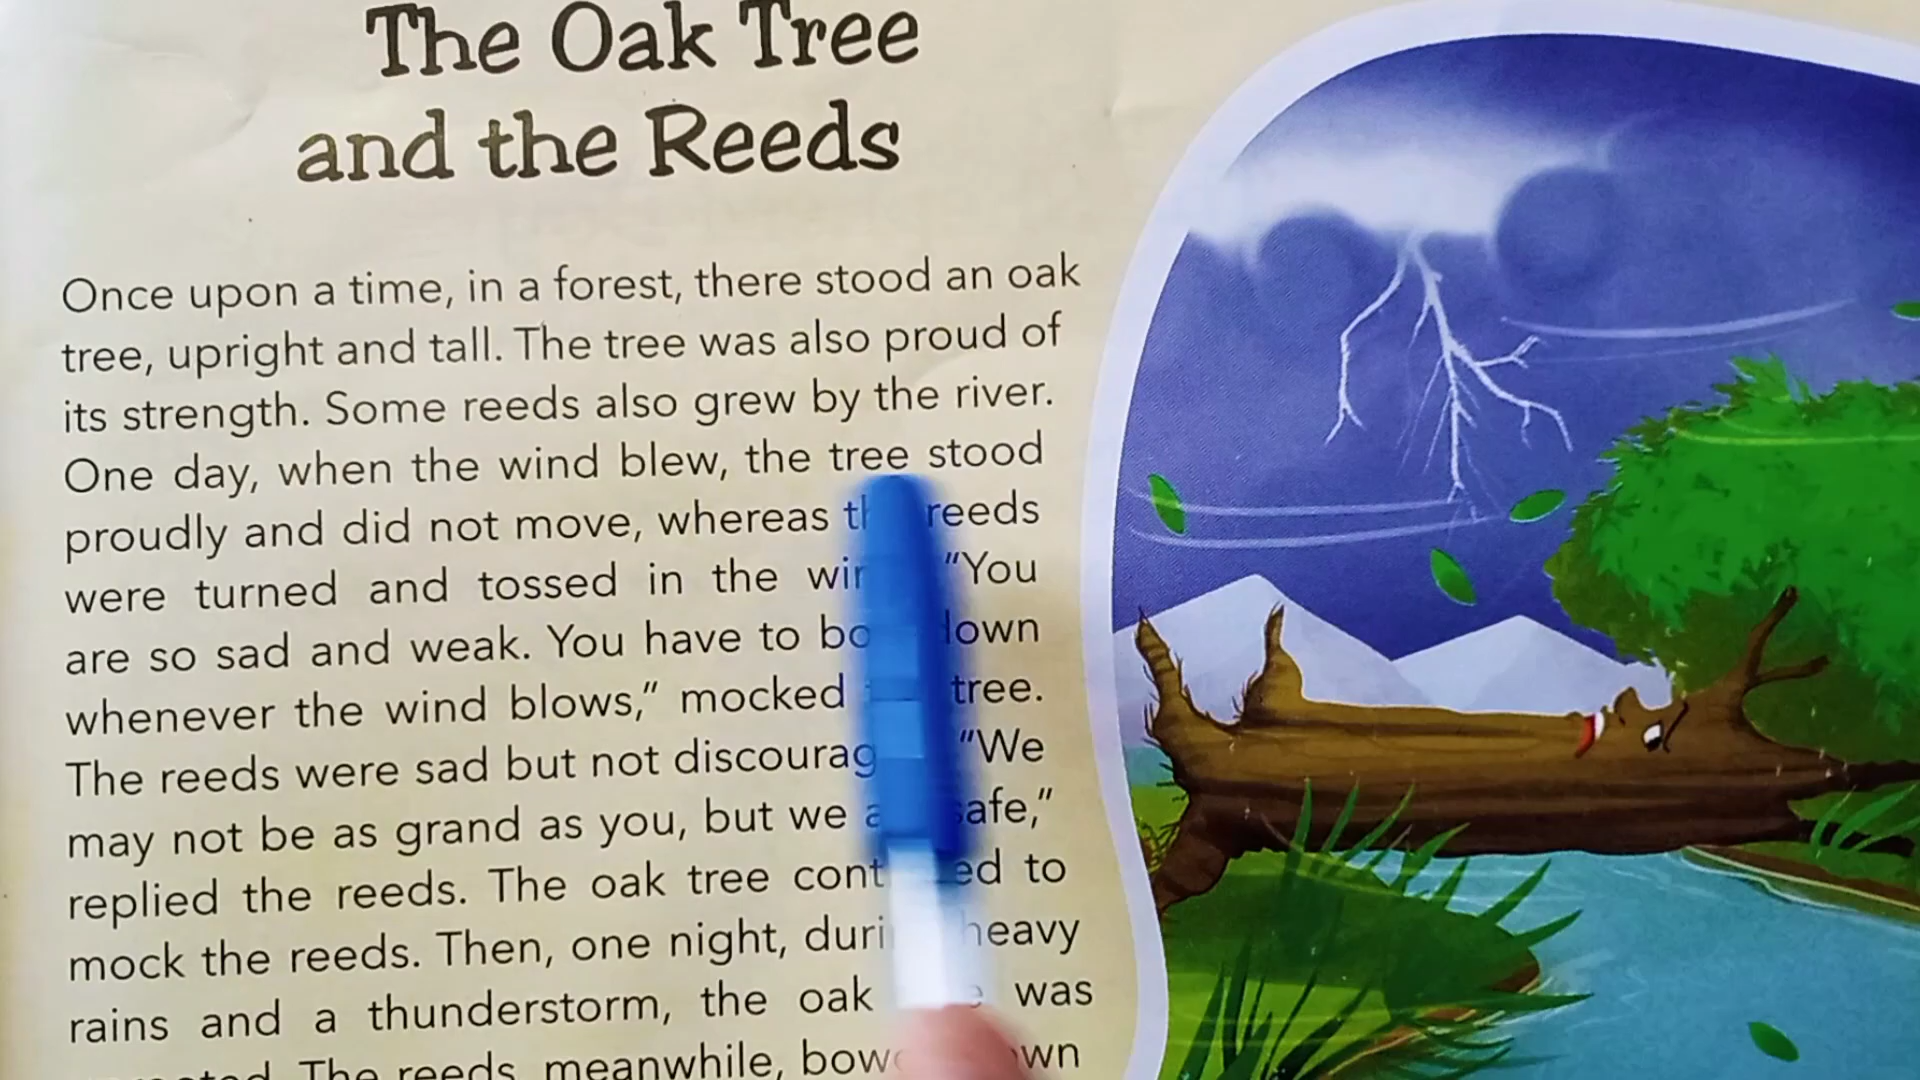 The Oak Tree
and the Reeds
Once upon a time, in a forest, there stood an oak
tree, upright and tall. The tree was also proud of
its strength. Some reeds also grew by the river.
One day, when the wind blew, the tree stood
proudly and did not move, whereas reeds
were turned and tossed in the "You
are so sad and weak. You have to
whenever the wind blows," mocked tree.
The reeds were sad but not "We
may not be as grand as you, but we safe,"
replied the reeds. The oak tree to
mock the reeds. Then, one night, heavy
rains and a thunderstorm, the oak was
The reeds, meanwhile,